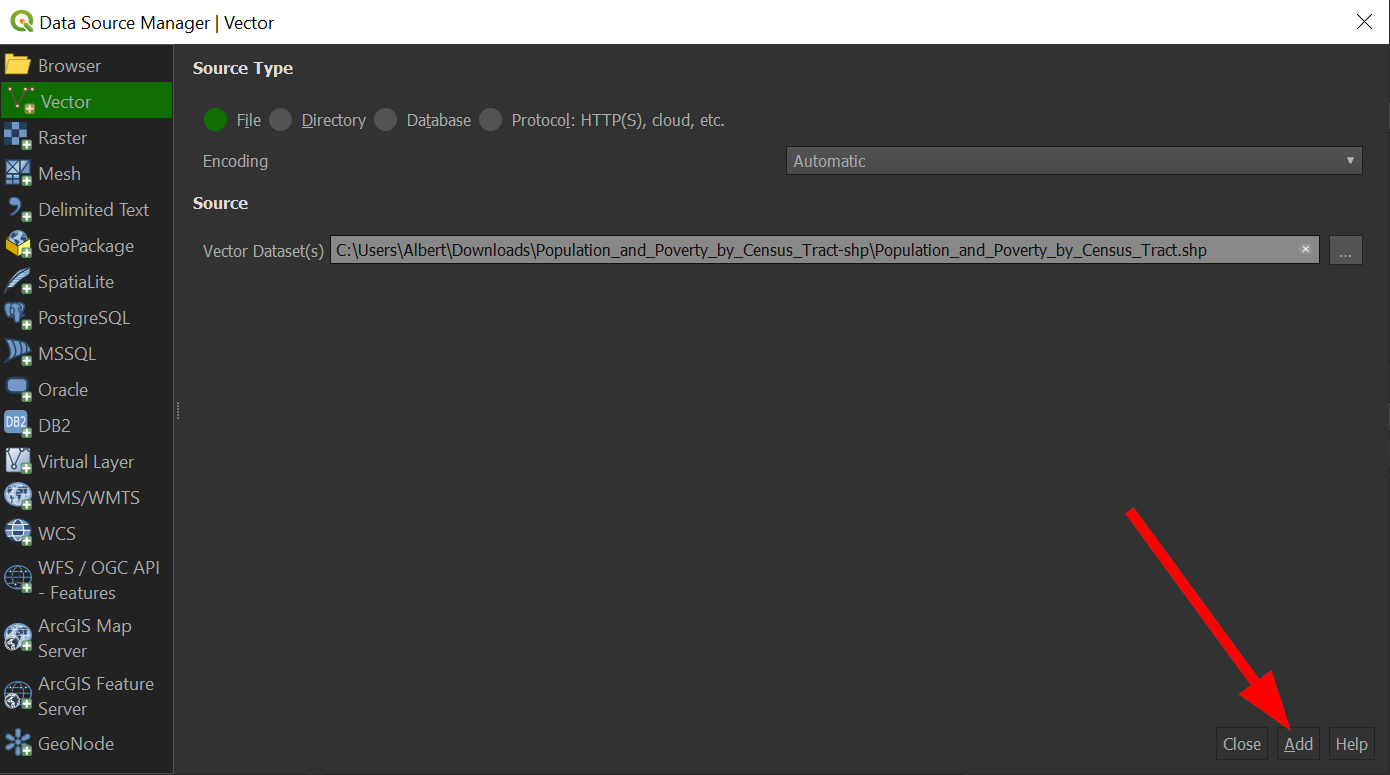 Data Source Manager | Vector
Browser
Vector
Raster
Mesh
Delimited Text
GeoPackage
SpatiaLite
PostgreSQL
MSSQL
Oracle
DB2
DB2
Virtual Layer
WMS/WMTS
WCS
WFS / OGC API
- Features
ArcGIS Map
Server
ArcGIS Feature
Server
GeoNode
Source Type
File Directory Database Protocol: HTTP(S), cloud, etc.
Encoding Automatic
Source
Vector Dataset(s) C:\Users\Albert\Downloads\Population_and_Poverty_by_Census_Tract-shp\Population_and_Poverty_by_Census_Tract.shp ...
Close Add Help